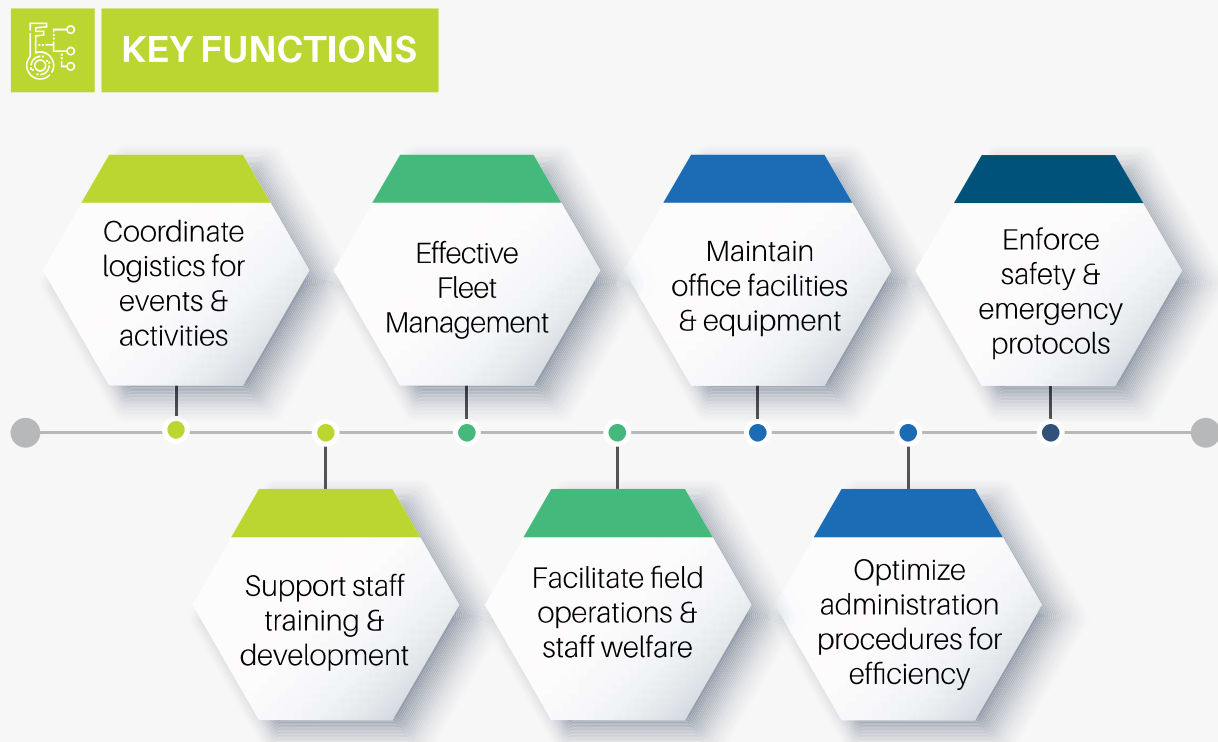 KEY FUNCTIONS
Coordinate
logistics for
events &
activities
Effective
Fleet
Management
Maintain
office facilities
& equipment
Enforce
safety &
emergency
protocols
Support staff
training &
development
Facilitate field
operations &
staff welfare
Optimize
administration
procedures for
efficiency